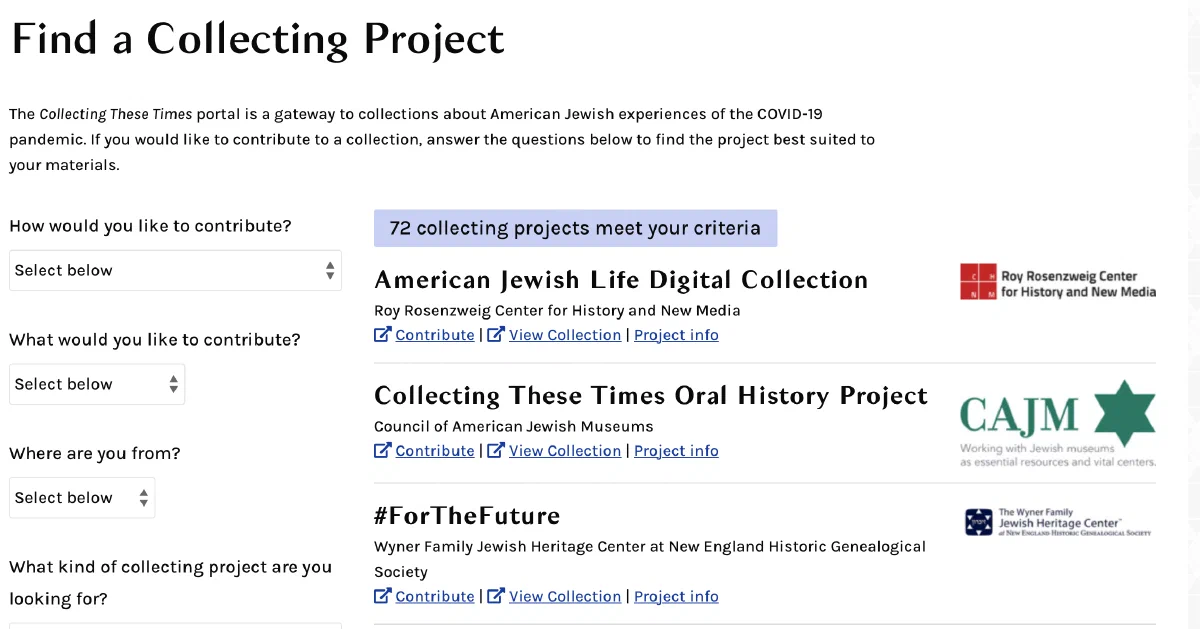 Find a Collecting Project
The Collecting These Times portal is a gateway to collections about American Jewish experiences of the COVID-19
pandemic. If you would like to contribute to a collection, answer the questions below to find the project best suited to
your materials.
How would you like to contribute?
Select below
What would you like to contribute?
Select below
Where are you from?
Select below
What kind of collecting project are you
looking for?
72 collecting projects meet your criteria
American Jewish Life Digital Collection
Roy Rosenzweig Center for History and New Media
Contribute | View Collection | Project info
C H
N M
Roy Rosenzweig Center
for History and New Media
Collecting These Times Oral History Project
Council of American Jewish Museums
Contribute | View Collection | Project info
CAJM
Working with Jewish museums
as essential resources and vital centers.
#ForTheFuture
Wyner Family Jewish Heritage Center at New England Historic Genealogical
Society
Contribute | View Collection | Project info
The Wyner Family
Jewish Heritage Center™
at NEW ENGLAND HISTORIC GENEALOGICAL SOCIETY